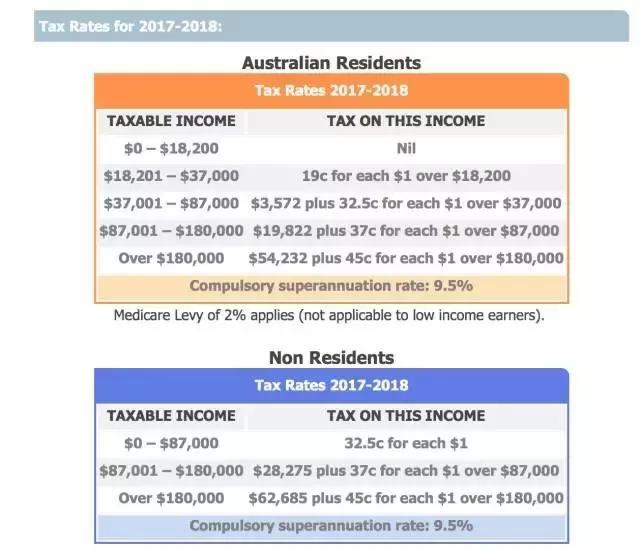 Tax Rates for 2017-2018:
Australian Residents
Tax Rates 2017-2018
TAXABLE INCOME TAX ON THIS INCOME
$0 – $18,200 Nil
$18,201 – $37,000 19c for each $1 over $18,200
$37,001 – $87,000 $3,572 plus 32.5c for each $1 over $37,000
$87,001 – $180,000 $19,822 plus 37c for each $1 over $87,000
Over $180,000 $54,232 plus 45c for each $1 over $180,000
Compulsory superannuation rate: 9.5%
Medicare Levy of 2% applies (not applicable to low income earners).
Non Residents
Tax Rates 2017-2018
TAXABLE INCOME TAX ON THIS INCOME
$0 – $87,000 32.5c for each $1
$87,001 – $180,000 $28,275 plus 37c for each $1 over $87,000
Over $180,000 $62,685 plus 45c for each $1 over $180,000
Compulsory superannuation rate: 9.5%